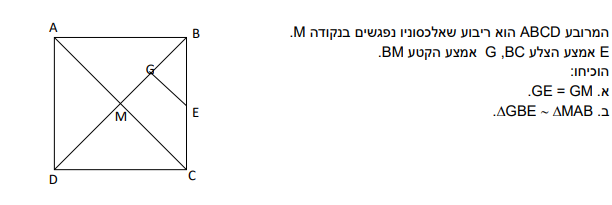 המרובע ABCD הוא ריבוע שאלכסוניו נפגשים בנקודה M.
E אמצע הצלע BC, G אמצע הקטע BM.
הוכיחו:
א. GE = GM.
ב. ΔGBE ~ ΔMAB.
A
B
G
E
M
D
C